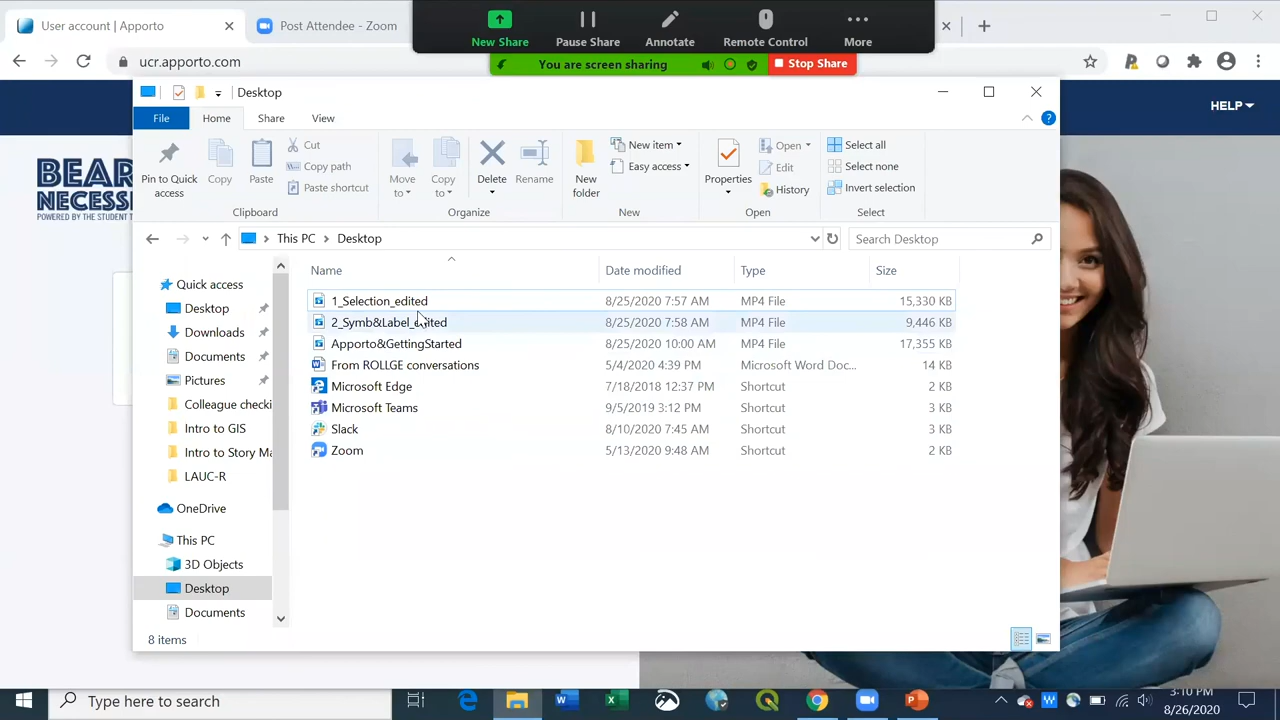 User account | Apporto
Post Attendee - Zoom
New Share
Pause Share
Annotate
Remote Control
More
ucr.apporto.com
You are screen sharing
Stop Share
Desktop
HELP
File
Home
Share
View
Pin to Quick access
Copy
Paste
Cut
Copy path
Paste shortcut
Move to
Copy to
Delete
Rename
New folder
New item
Easy access
Properties
Open
Edit
History
Select all
Select none
Invert selection
Clipboard
Organize
New
Open
Select
BEAR
NECESS
POWERED BY THE STUDENT T
This PC
Desktop
Search Desktop
Name
Date modified
Type
Size
1_Selection_edited 8/25/2020 7:57 AM MP4 File 15,330 KB
2_Symb&Label_edited 8/25/2020 7:58 AM MP4 File 9,446 KB
Apporto&GettingStarted 8/25/2020 10:00 AM MP4 File 17,355 KB
From ROLLGE conversations 5/4/2020 4:39 PM Microsoft Word Doc... 14 KB
Microsoft Edge 7/18/2018 12:37 PM Shortcut 2 KB
Microsoft Teams 9/5/2019 3:12 PM Shortcut 3 KB
Slack 8/10/2020 7:45 AM Shortcut 3 KB
Zoom 5/13/2020 9:48 AM Shortcut 2 KB
Quick access
Desktop
Downloads
Documents
Pictures
Colleague checki
Intro to GIS
Intro to Story Ma
LAUC-R
OneDrive
This PC
3D Objects
Desktop
Documents
8 items
Type here to search
3:10 PM
8/26/2020